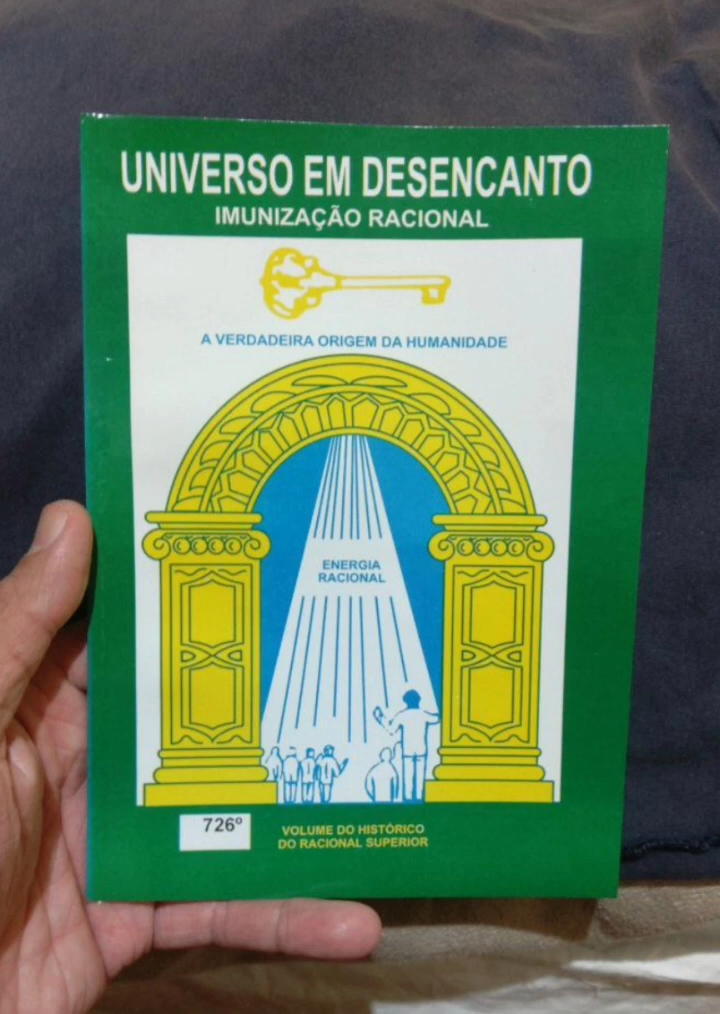 UNIVERSO EM DESENCANTO
IMUNIZAÇÃO RACIONAL
A VERDADEIRA ORIGEM DA HUMANIDADE
ENERGIA
RACIONAL
726º
VOLUME DO HISTÓRICO
DO RACIONAL SUPERIOR